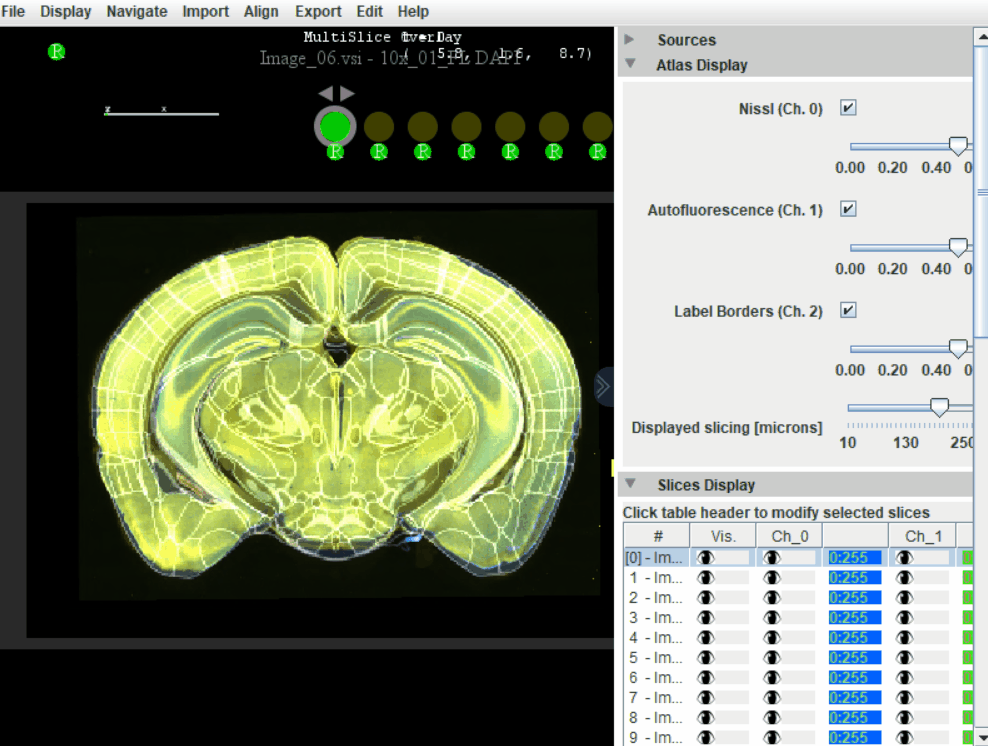 File Display Navigate Import Align Export Edit Help
R
MultiSlice OverDay
Image_06.vsi - 10x_01_FL DAPI
( 5.8, 1.6, 8.7)
z x
R R R R R R R
Sources
Atlas Display
Nissl (Ch. 0)
0.00 0.20 0.40 0
Autofluorescence (Ch. 1)
0.00 0.20 0.40 0
Label Borders (Ch. 2)
0.00 0.20 0.40 0
Displayed slicing [microns]
10 130 250
Slices Display
Click table header to modify selected slices
# Vis. Ch_0 Ch_1
[0] - Im... 0:255
1 - Im... 0:255
2 - Im... 0:255
3 - Im... 0:255
4 - Im... 0:255
5 - Im... 0:255
6 - Im... 0:255
7 - Im... 0:255
8 - Im... 0:255
9 - Im... 0:255